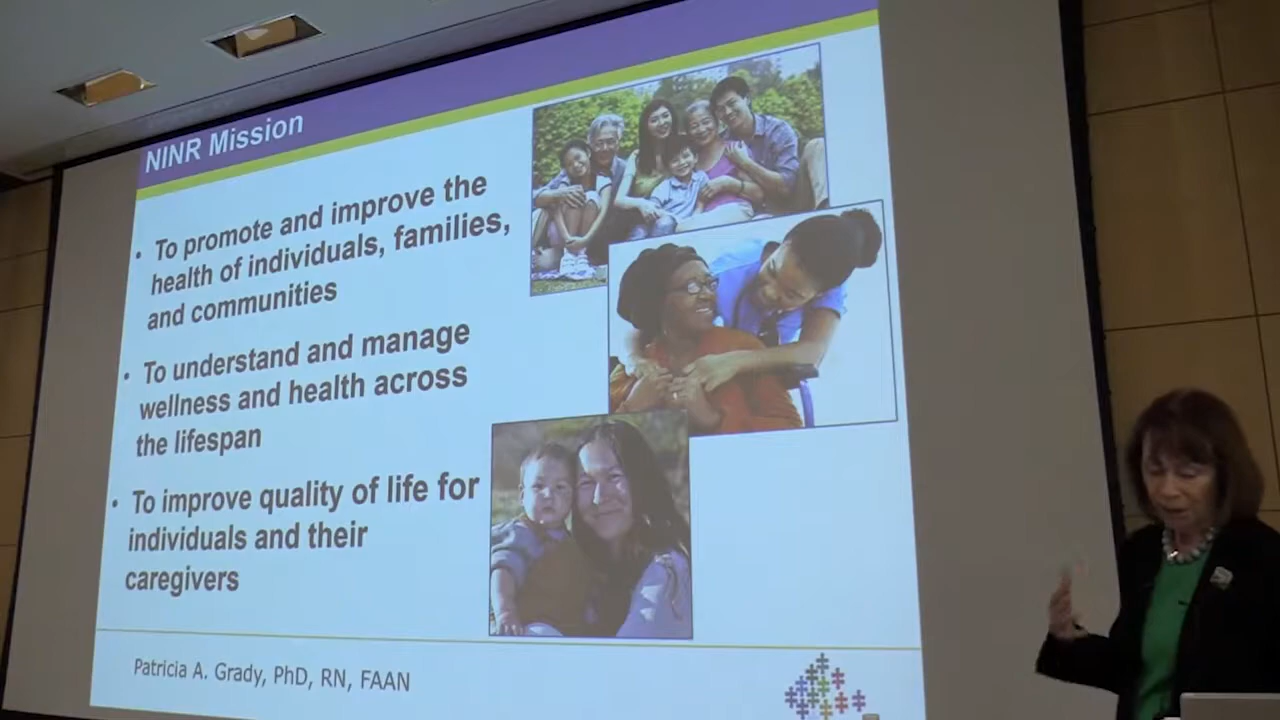 NINR Mission
• To promote and improve the
health of individuals, families,
and communities
• To understand and manage
wellness and health across
the lifespan
• To improve quality of life for
individuals and their
caregivers
Patricia A. Grady, PhD, RN, FAAN